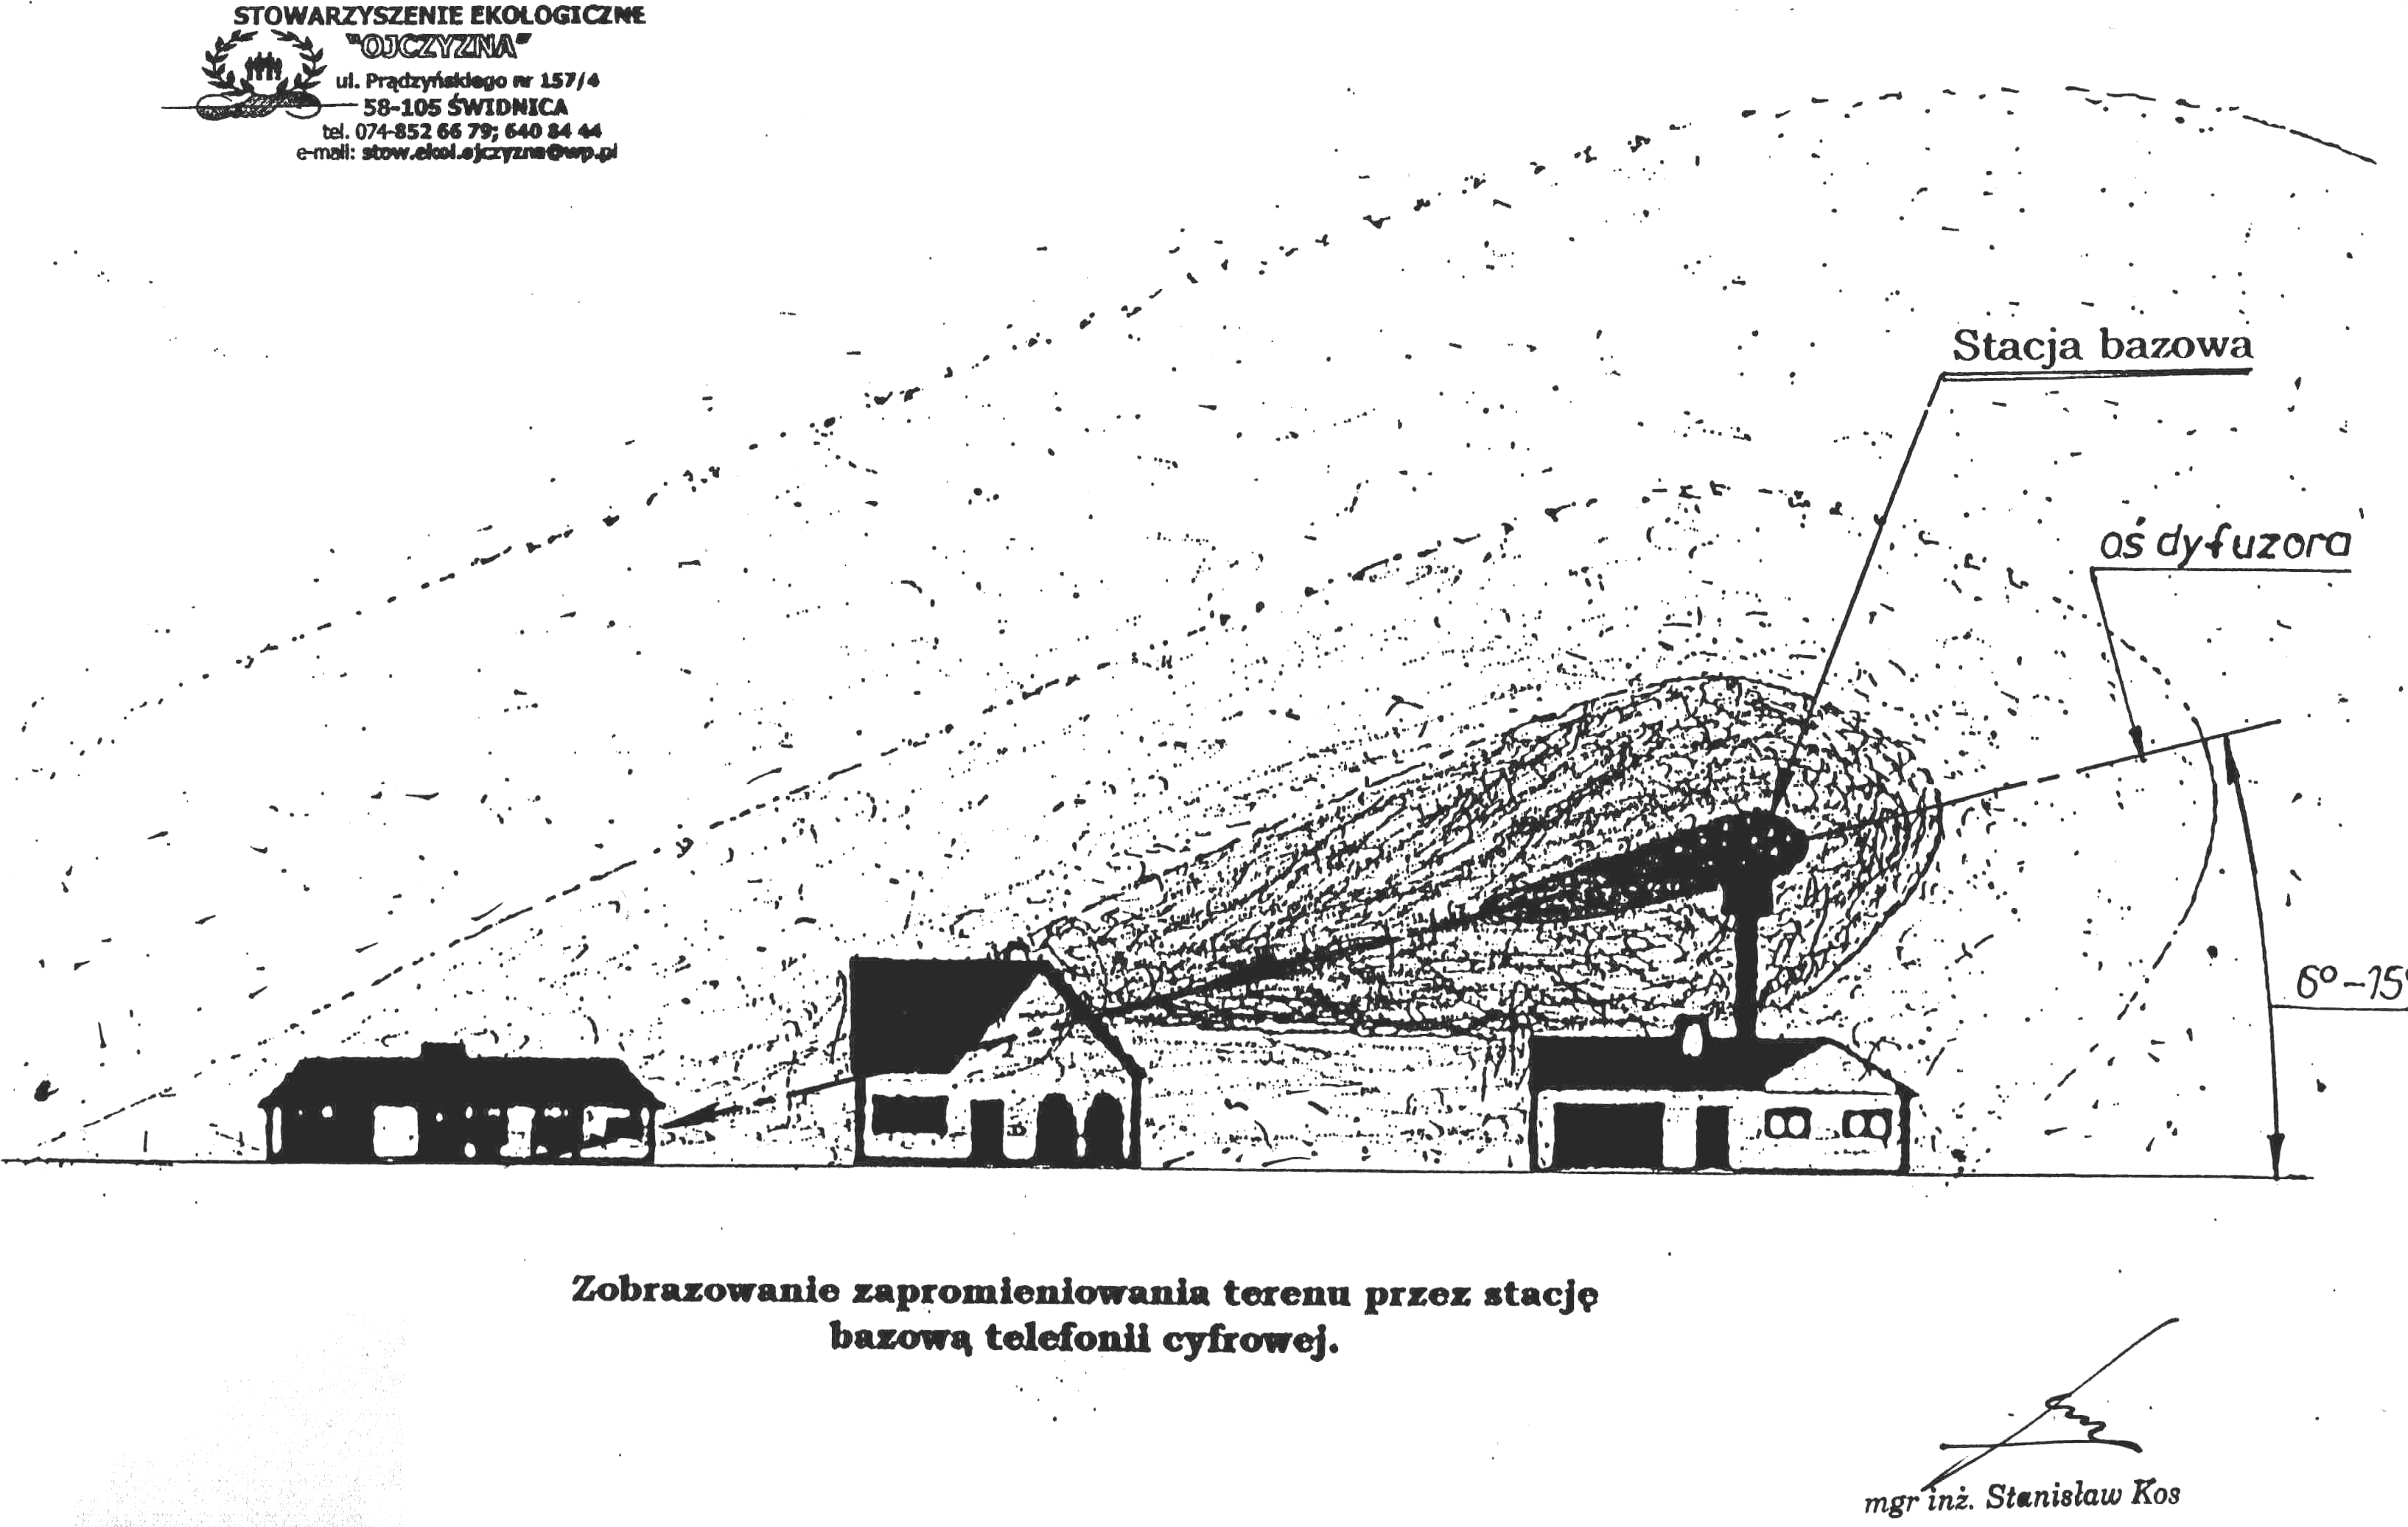 STOWARZYSZENIE EKOLOGICZNE
"OJCZYZNA"
ul. Prądzyńskiego nr 157/4
58-105 ŚWIDNICA
tel. 074-852 66 79; 640 84 44
e-mail: stow.ekol.ojczyzna@wp.pl
Stacja bazowa
oś dyfuzora
6°-15°
Zobrazowanie zapromieniowania terenu przez stację
bazową telefonii cyfrowej.
mgr inż. Stanisław Kos